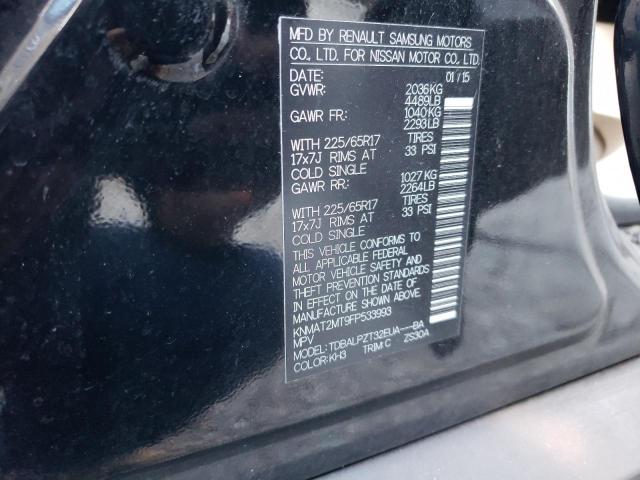 MFD BY RENAULT SAMSUNG MOTORS
CO., LTD. FOR NISSAN MOTOR CO., LTD.
DATE: 01/15
GVWR: 2036KG
4489LB
GAWR FR: 1040KG
2293LB
WITH 225/65R17 TIRES
17x7J RIMS AT 33 PSI
COLD SINGLE
GAWR RR: 1027KG
2264LB
WITH 225/65R17 TIRES
17x7J RIMS AT 33 PSI
COLD SINGLE
THIS VEHICLE CONFORMS TO
ALL APPLICABLE FEDERAL
MOTOR VEHICLE SAFETY AND
THEFT PREVENTION STANDARDS
IN EFFECT ON THE DATE OF
MANUFACTURE SHOWN ABOVE.
KNMAT2MT9FP533993
MPV
MODEL: TDBALPZT32EUA---BA
COLOR: KH3 TRIM: C ZS30A